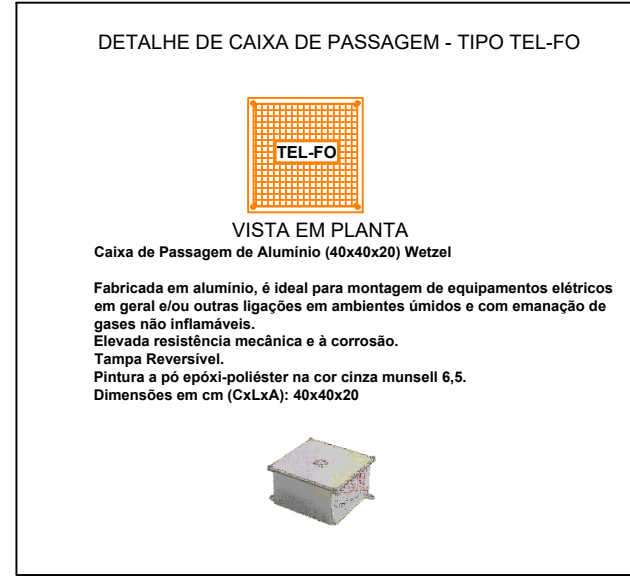 DETALHE DE CAIXA DE PASSAGEM - TIPO TEL-FO
TEL-FO
VISTA EM PLANTA
Caixa de Passagem de Alumínio (40x40x20) Wetzel
Fabricada em alumínio, é ideal para montagem de equipamentos elétricos
em geral e/ou outras ligações em ambientes úmidos e com emanação de
gases não inflamáveis.
Elevada resistência mecânica e à corrosão.
Tampa Reversível.
Pintura a pó epóxi-poliéster na cor cinza munsell 6,5.
Dimensões em cm (CxLxA): 40x40x20